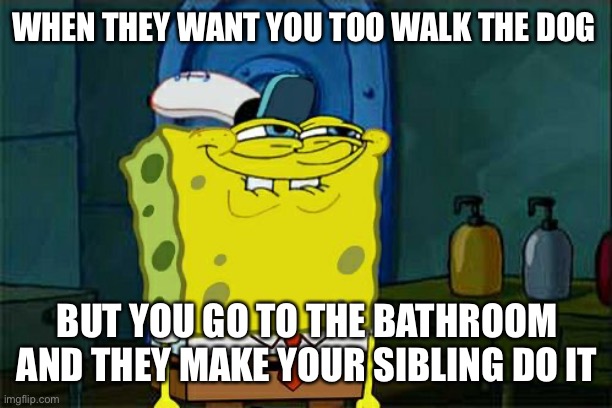 WHEN THEY WANT YOU TOO WALK THE DOG
BUT YOU GO TO THE BATHROOM
AND THEY MAKE YOUR SIBLING DO IT
imgflip.com